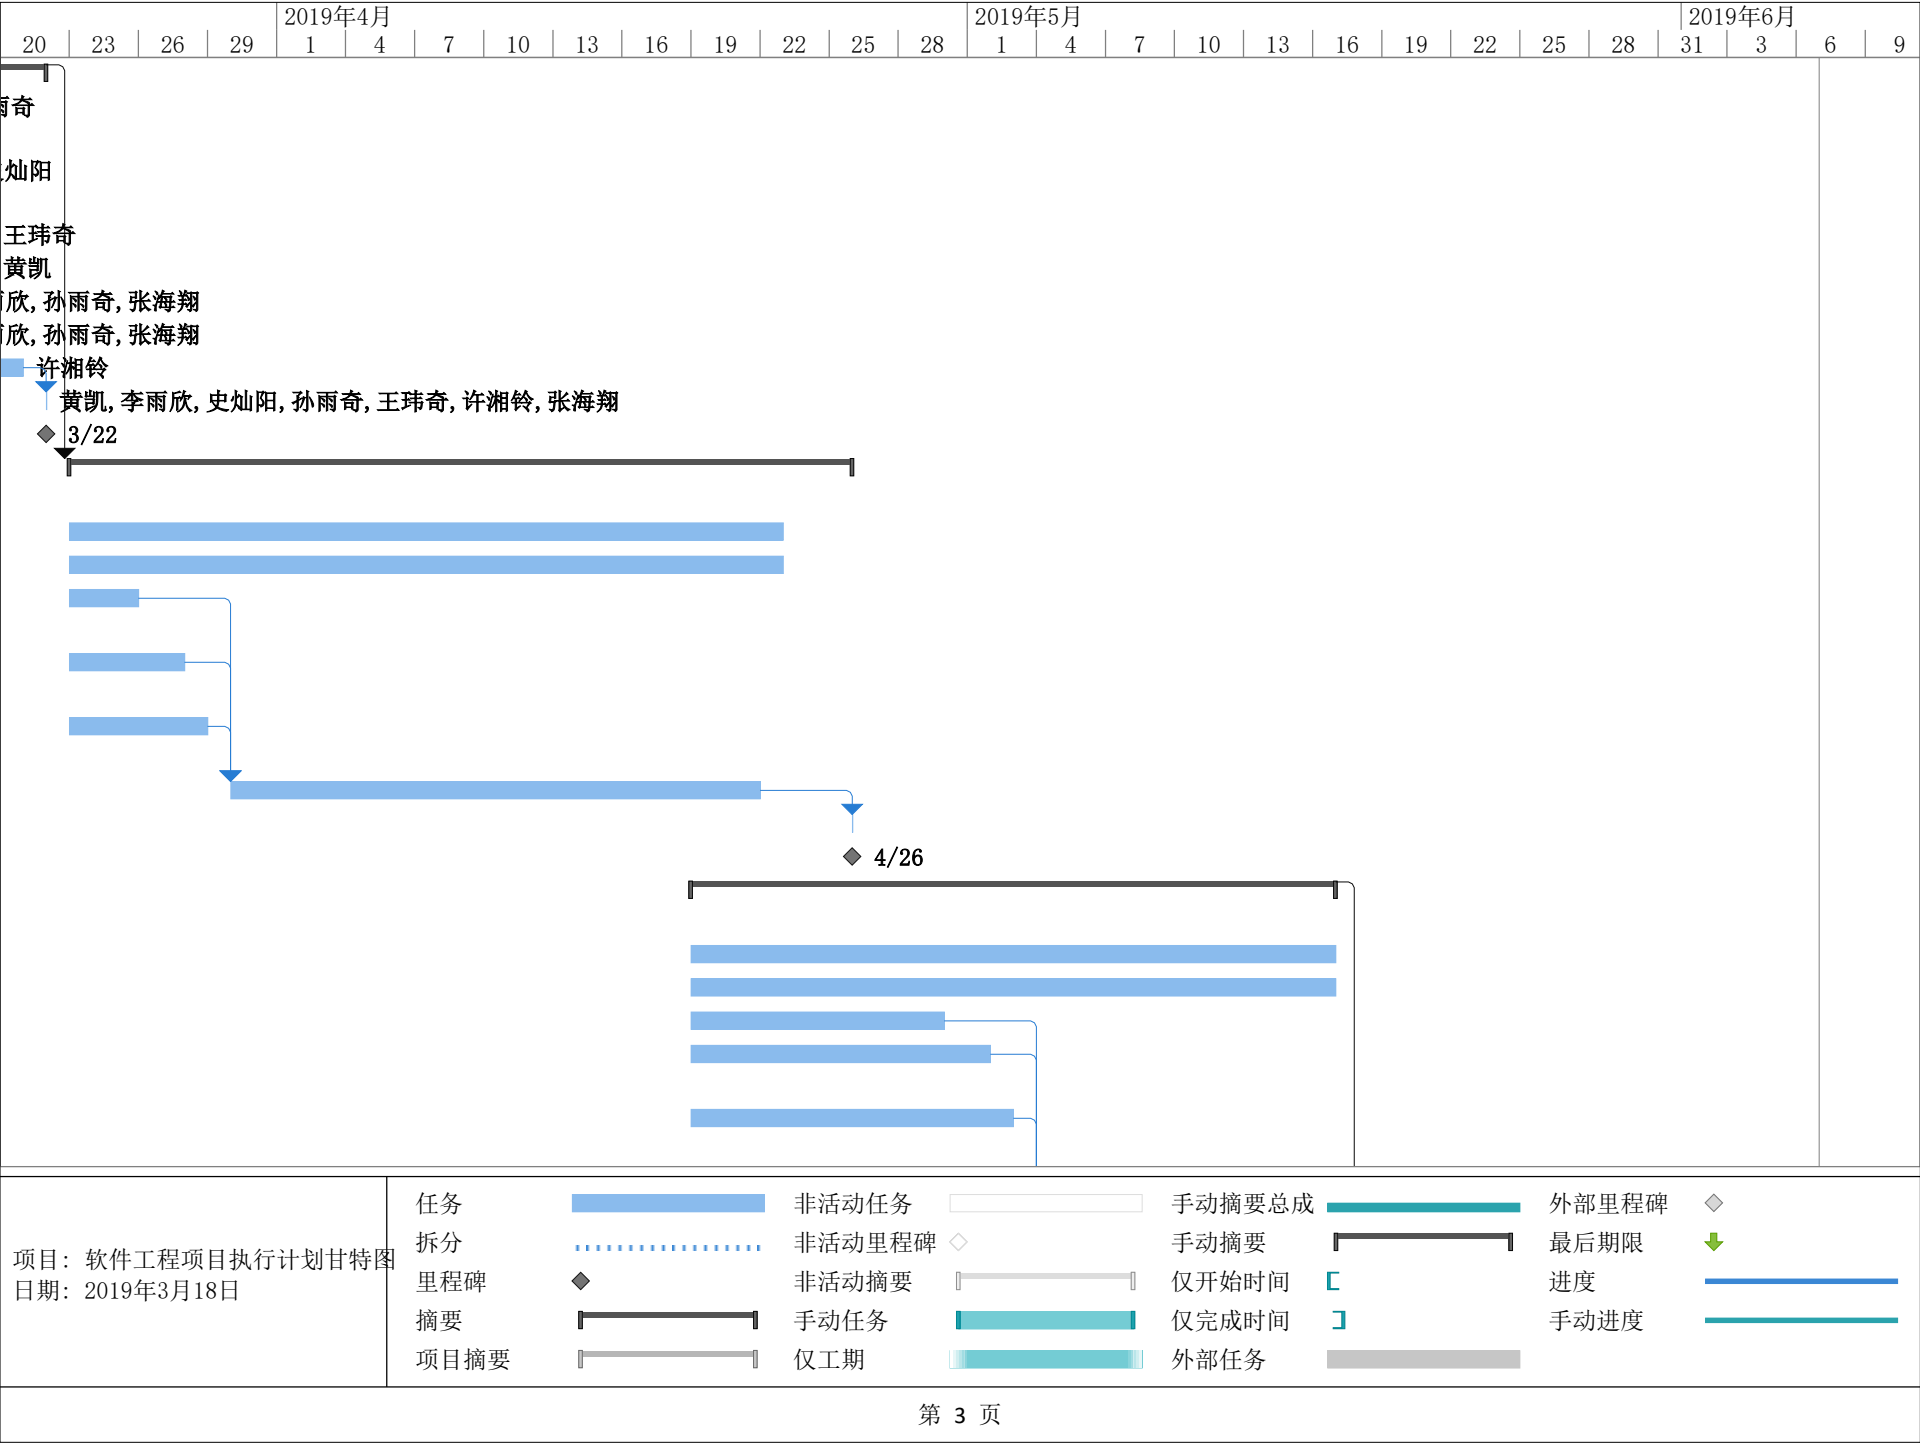 2019年4月 2019年5月 2019年6月
20 23 26 29 1 4 7 10 13 16 19 22 25 28 1 4 7 10 13 16 19 22 25 28 31 3 6 9
雨奇
灿阳
王玮奇
黄凯
欣,孙雨奇,张海翔
欣,孙雨奇,张海翔
许湘铃
黄凯,李雨欣,史灿阳,孙雨奇,王玮奇,许湘铃,张海翔
3/22
4/26
项目: 软件工程项目执行计划甘特图
日期: 2019年3月18日
任务 非活动任务 手动摘要总成 外部里程碑
拆分 非活动里程碑 手动摘要 最后期限
里程碑 非活动摘要 仅开始时间 进度
摘要 手动任务 仅完成时间 手动进度
项目摘要 仅工期 外部任务
第 3 页